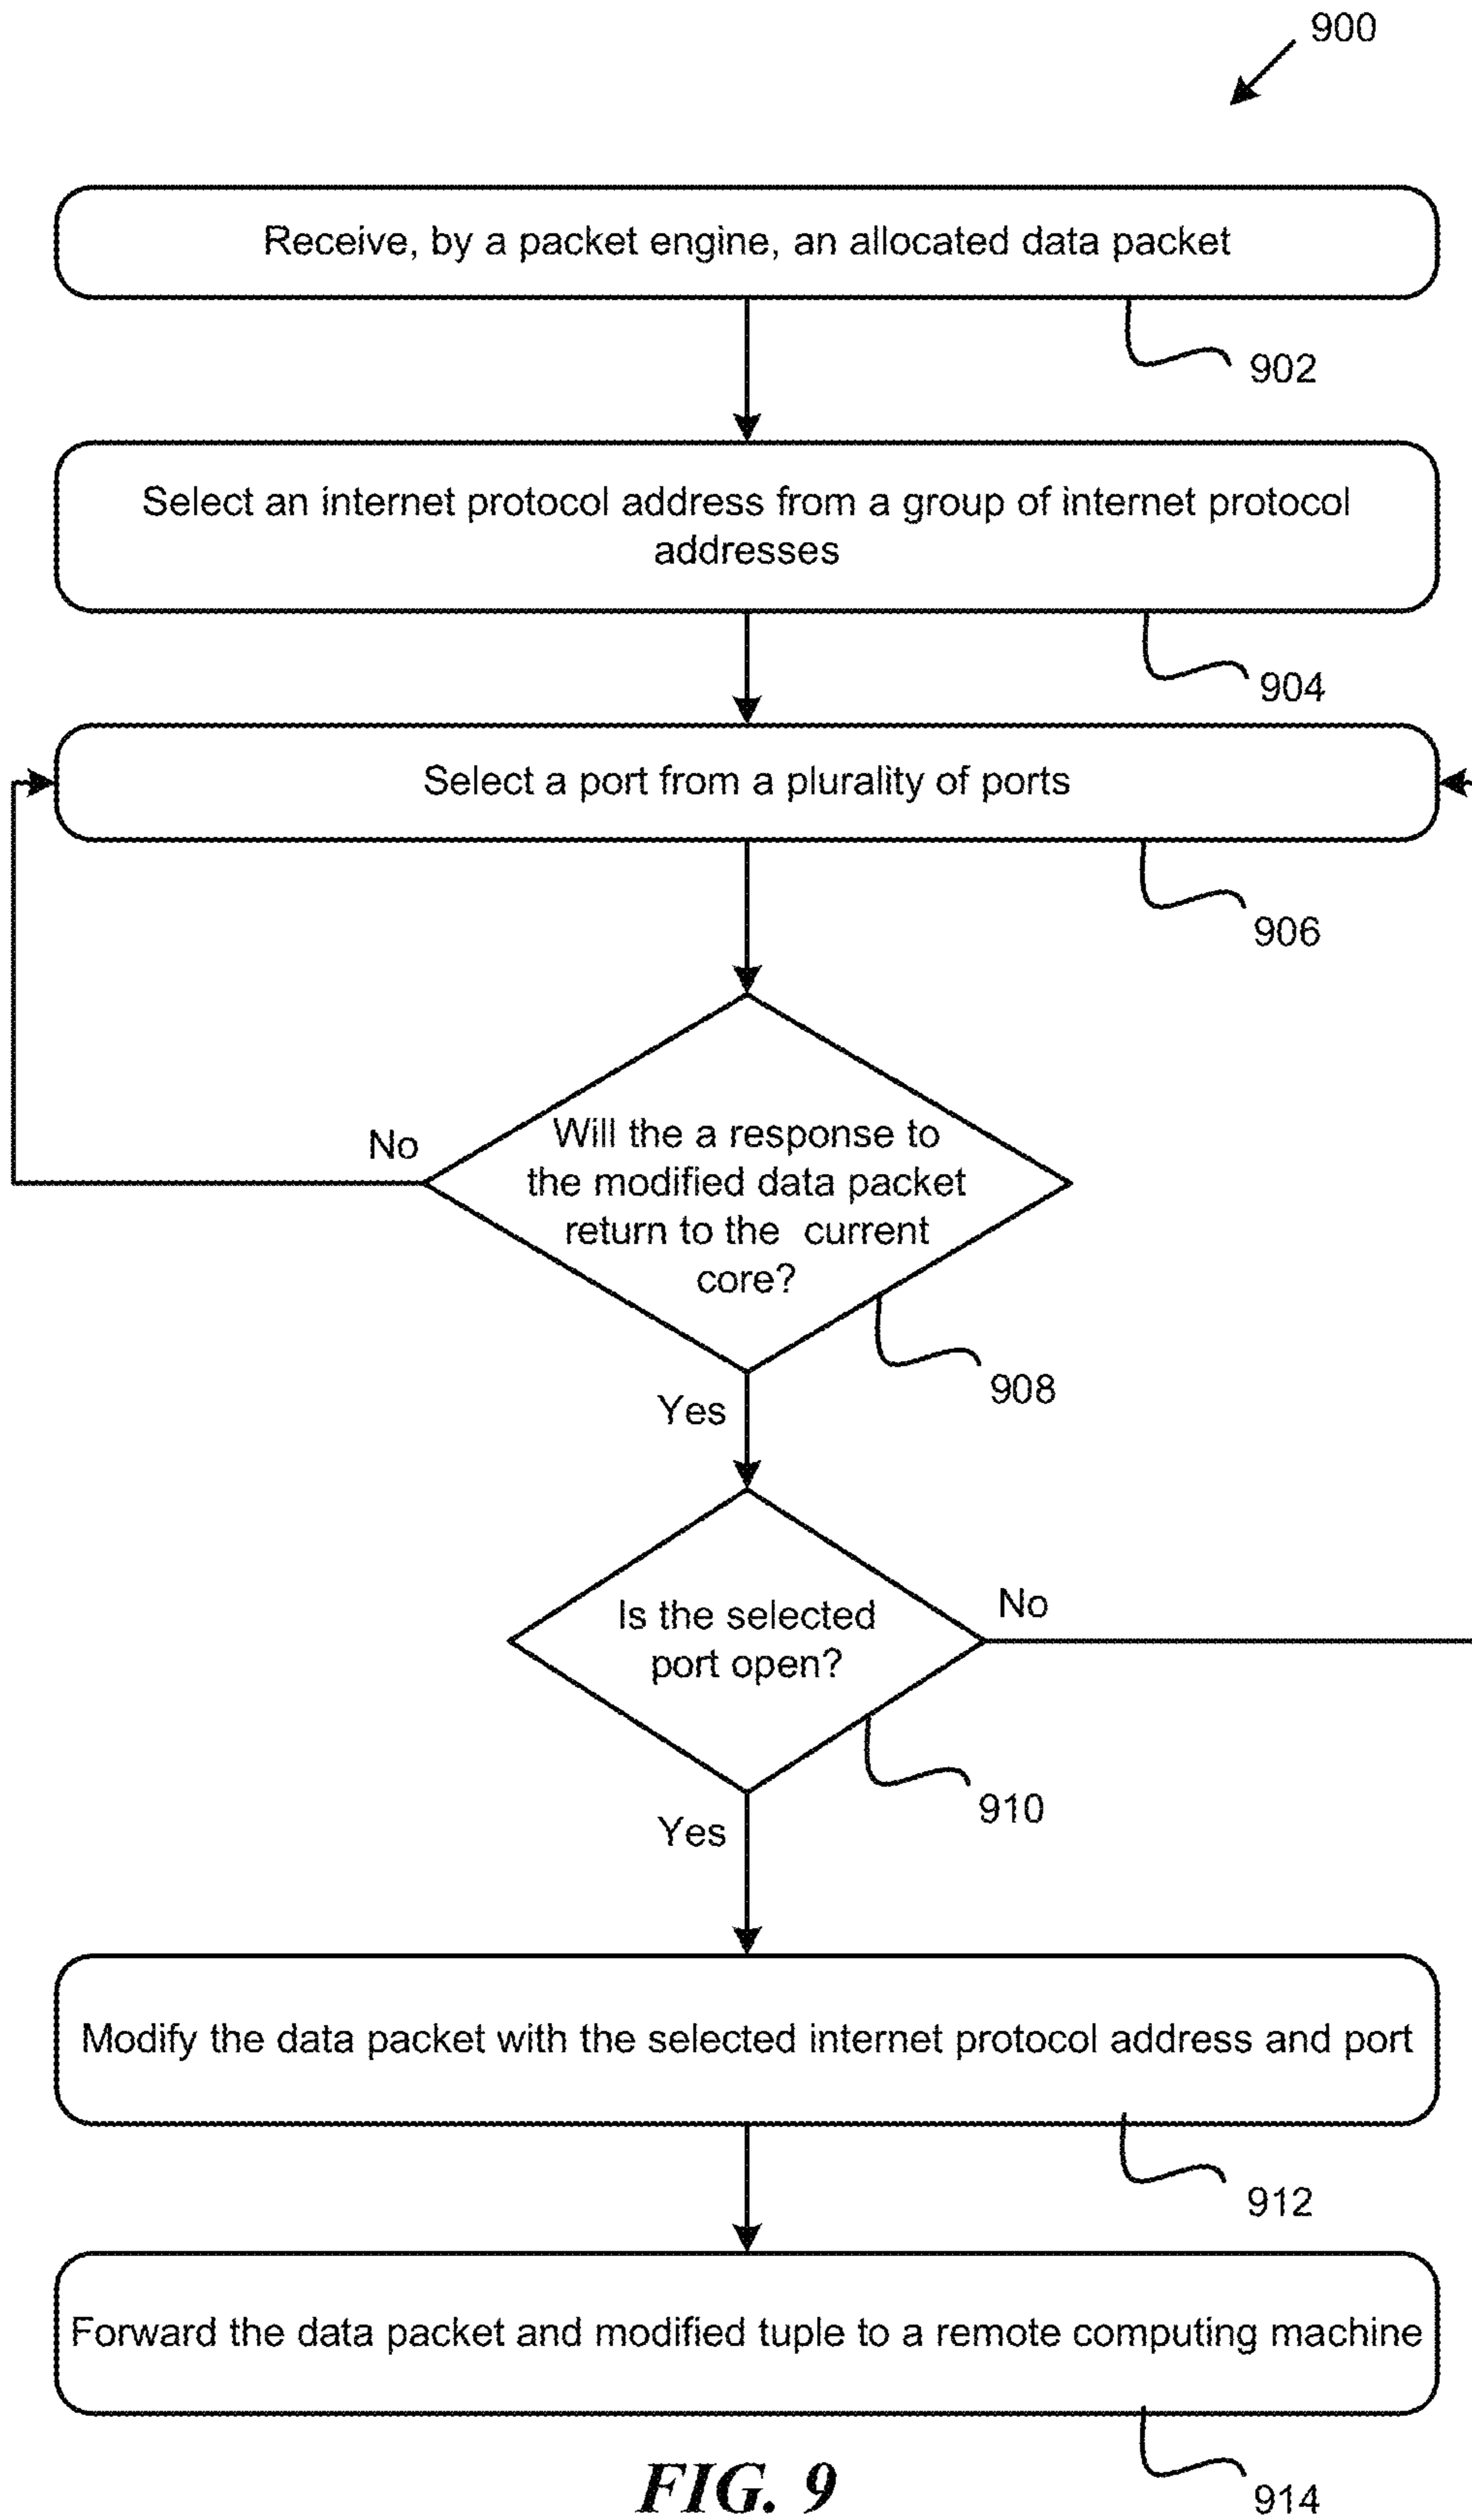 900
Receive, by a packet engine, an allocated data packet
902
Select an internet protocol address from a group of internet protocol
addresses
904
Select a port from a plurality of ports
906
No
Will the a response to
the modified data packet
return to the current
core?
908
Yes
Is the selected
port open?
No
910
Yes
Modify the data packet with the selected internet protocol address and port
912
Forward the data packet and modified tuple to a remote computing machine
914
FIG. 9